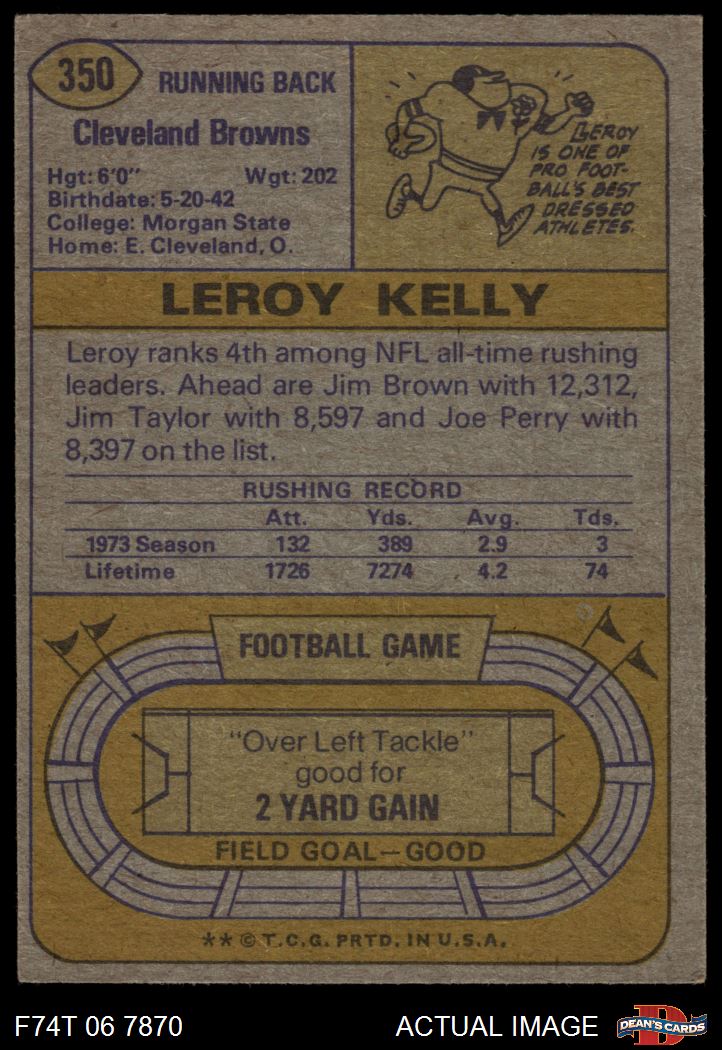 350
RUNNING BACK
Cleveland Browns
Hgt: 6'0" Wgt: 202
Birthdate: 5-20-42
College: Morgan State
Home: E. Cleveland, O.
LEROY
IS ONE OF
PRO FOOT-
BALL'S BEST
DRESSED
ATHLETES.
LEROY KELLY
Leroy ranks 4th among NFL all-time rushing
leaders. Ahead are Jim Brown with 12,312,
Jim Taylor with 8,597 and Joe Perry with
8,397 on the list.
RUSHING RECORD
Att. Yds. Avg. Tds.
1973 Season 132 389 2.9 3
Lifetime 1726 7274 4.2 74
FOOTBALL GAME
"Over Left Tackle"
good for
2 YARD GAIN
FIELD GOAL—GOOD
** © T.C.G. PRTD. IN U.S.A.
F74T 06 7870 ACTUAL IMAGE
D
DEAN'S CARDS